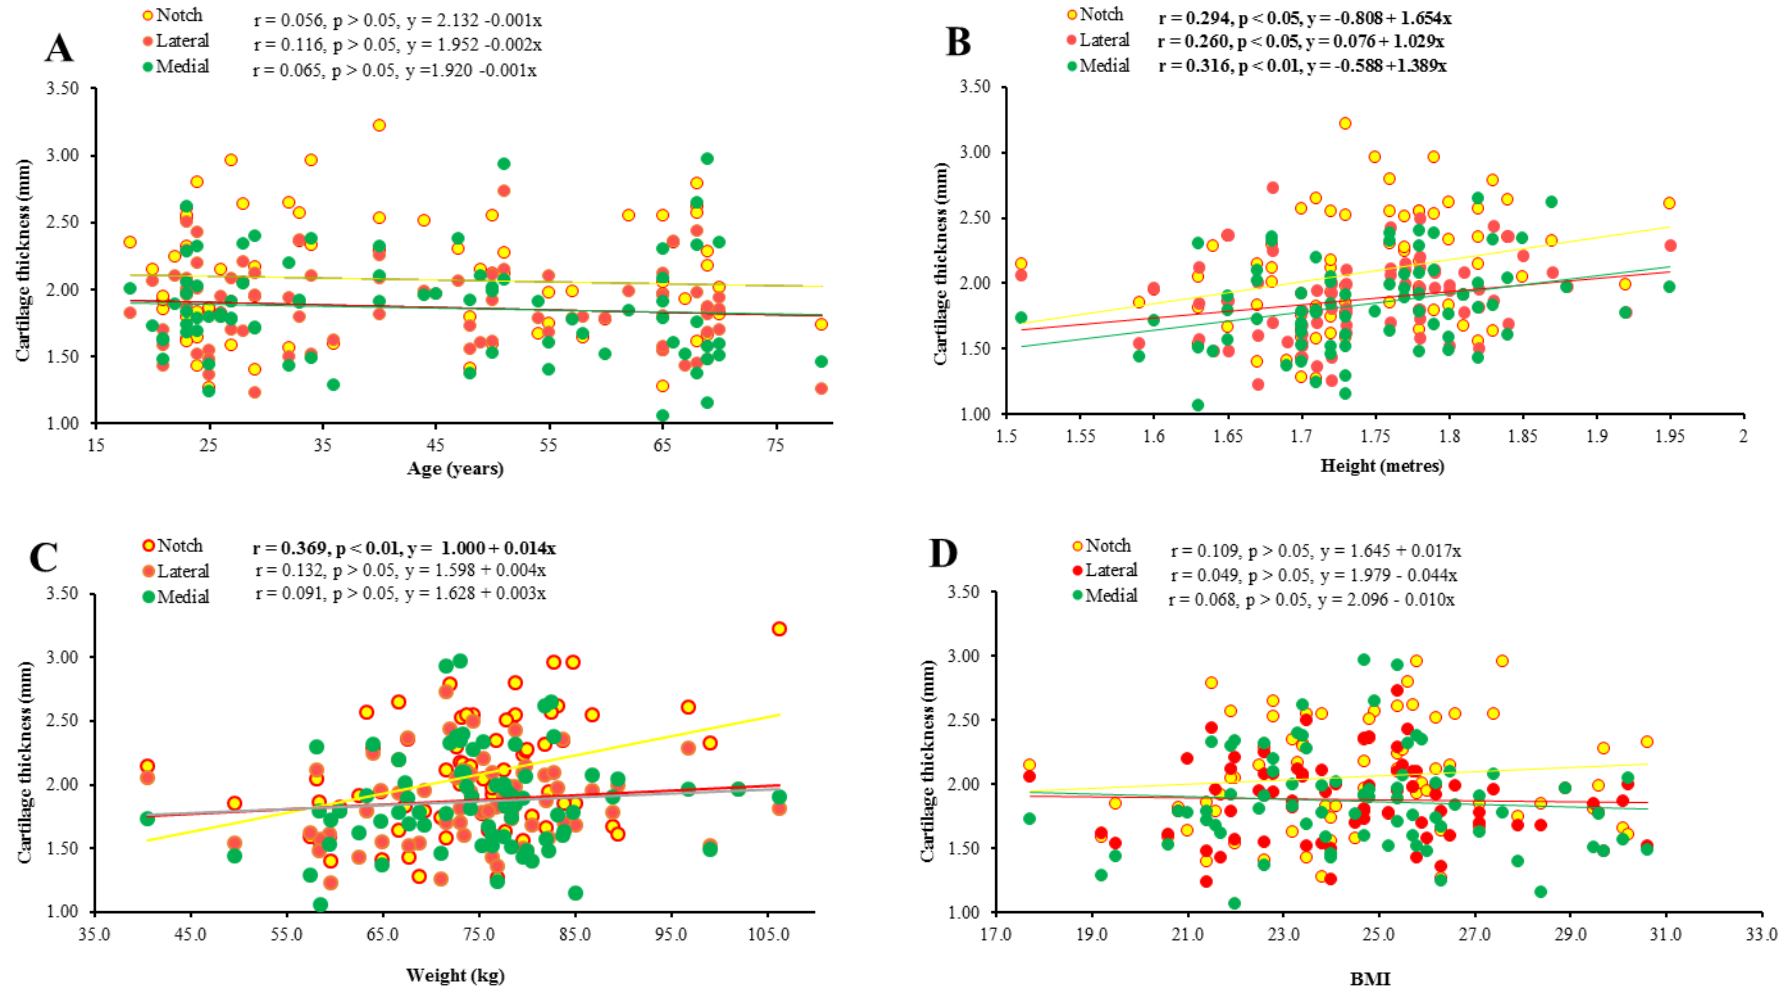 A
Notch r = 0.056, p > 0.05, y = 2.132 -0.001x
Lateral r = 0.116, p > 0.05, y = 1.952 -0.002x
Medial r = 0.065, p > 0.05, y =1.920 -0.001x
3.50
3.00
2.50
2.00
1.50
1.00
Cartilage thickness (mm)
15 25 35 45 55 65 75
Age (years)
B
Notch r = 0.294, p < 0.05, y = -0.808 + 1.654x
Lateral r = 0.260, p < 0.05, y = 0.076 + 1.029x
Medial r = 0.316, p < 0.01, y = -0.588 +1.389x
3.50
3.00
2.50
2.00
1.50
1.00
Cartilage thickness (mm)
1.5 1.55 1.6 1.65 1.7 1.75 1.8 1.85 1.9 1.95 2
Height (metres)
C
Notch r = 0.369, p < 0.01, y = 1.000 + 0.014x
Lateral r = 0.132, p > 0.05, y = 1.598 + 0.004x
Medial r = 0.091, p > 0.05, y = 1.628 + 0.003x
3.50
3.00
2.50
2.00
1.50
1.00
Cartilage thickness (mm)
35.0 45.0 55.0 65.0 75.0 85.0 95.0 105.0
Weight (kg)
D
Notch r = 0.109, p > 0.05, y = 1.645 + 0.017x
Lateral r = 0.049, p > 0.05, y = 1.979 - 0.044x
Medial r = 0.068, p > 0.05, y = 2.096 - 0.010x
3.50
3.00
2.50
2.00
1.50
1.00
Cartilage thickness (mm)
17.0 19.0 21.0 23.0 25.0 27.0 29.0 31.0 33.0
BMI